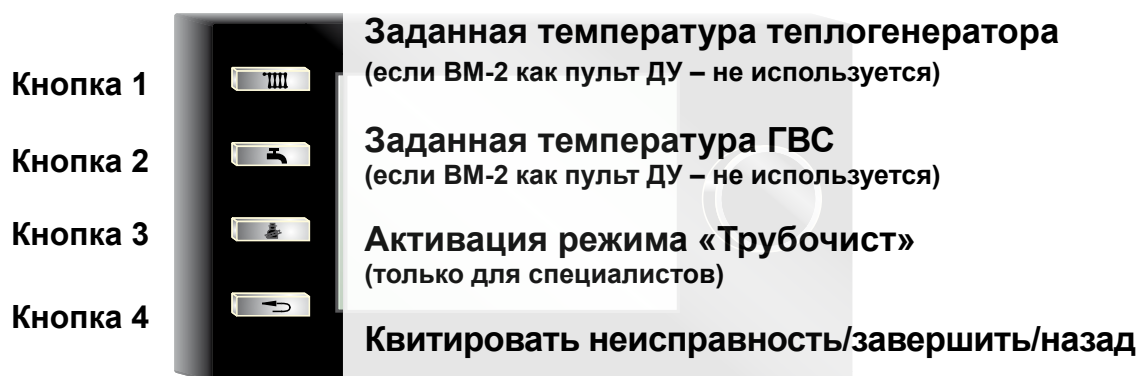 Заданная температура теплогенератора
Кнопка 1
(если ВМ-2 как пульт ДУ – не используется)
Заданная температура ГВС
Кнопка 2
(если ВМ-2 как пульт ДУ – не используется)
Кнопка 3
Активация режима «Трубочист»
(только для специалистов)
Кнопка 4
Квитировать неисправность/завершить/назад